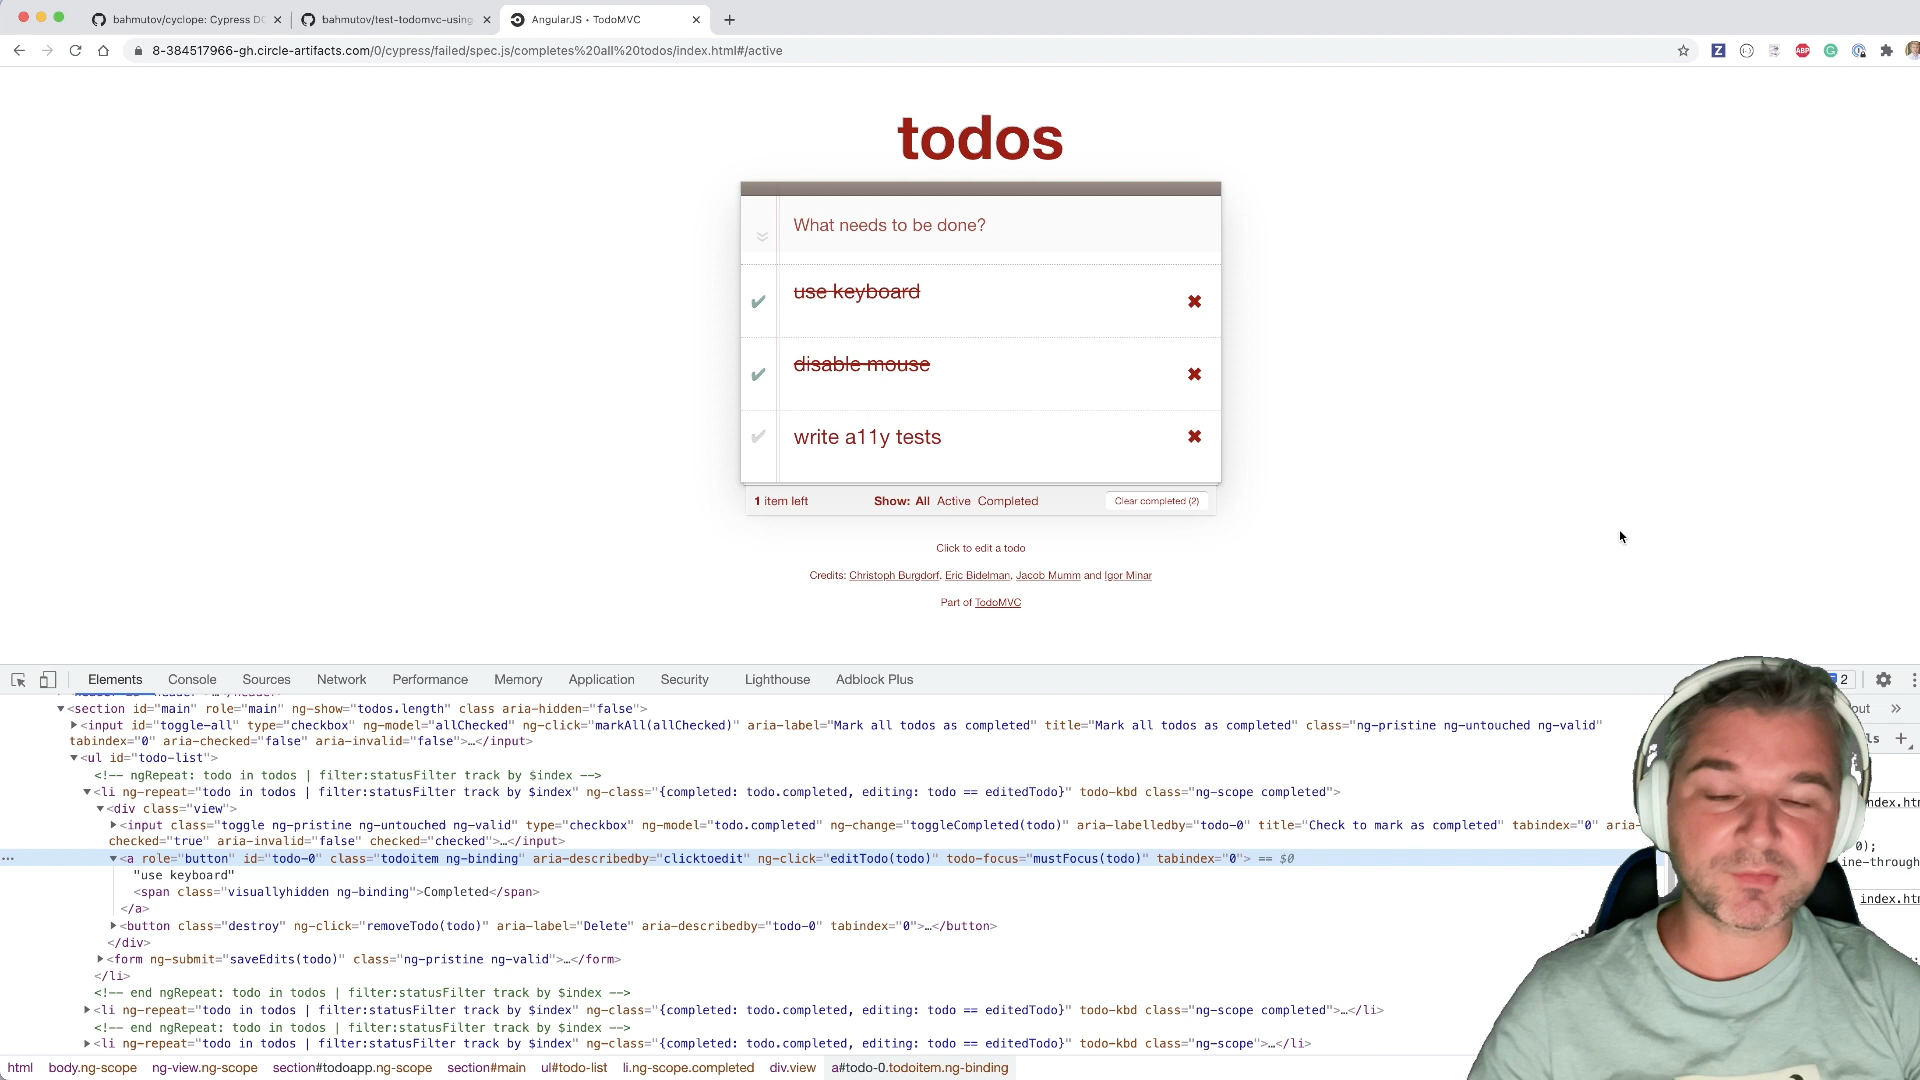 bahmutov/cyclope: Cypress D
bahmutov/test-todomvc-using
AngularJS • TodoMVC
8-384517966-gh.circle-artifacts.com/0/cypress/failed/spec.js/completes%20all%20todos/index.html#/active
todos
What needs to be done?
use keyboard
disable mouse
write a11y tests
1 item left
Show: All Active Completed
Clear completed (2)
Click to edit a todo
Credits: Christoph Burgdorf, Eric Bidelman, Jacob Mumm and Igor Minar
Part of TodoMVC
Elements Console Sources Network Performance Memory Application Security Lighthouse Adblock Plus
2
<section id="main" role="main" ng-show="todos.length" class aria-hidden="false">
<input id="toggle-all" type="checkbox" ng-model="allChecked" ng-click="markAll(allChecked)" aria-label="Mark all todos as completed" title="Mark all todos as completed" class="ng-pristine ng-untouched ng-valid"
tabindex="0" aria-checked="false" aria-invalid="false">…</input>
<ul id="todo-list">
<!-- ngRepeat: todo in todos | filter:statusFilter track by $index -->
<li ng-repeat="todo in todos | filter:statusFilter track by $index" ng-class="{completed: todo.completed, editing: todo == editedTodo}" todo-kbd class="ng-scope completed">
<div class="view">
<input class="toggle ng-pristine ng-untouched ng-valid" type="checkbox" ng-model="todo.completed" ng-change="toggleCompleted(todo)" aria-labelledby="todo-0" title="Check to mark as completed" tabindex="0" aria-
checked="true" aria-invalid="false" checked="checked">…</input>
<a role="button" id="todo-0" class="todoitem ng-binding" aria-describedby="clicktoedit" ng-click="editTodo(todo)" todo-focus="mustFocus(todo)" tabindex="0"> == $0
"use keyboard"
<span class="visuallyhidden ng-binding">Completed</span>
</a>
<button class="destroy" ng-click="removeTodo(todo)" aria-label="Delete" aria-describedby="todo-0" tabindex="0">…</button>
</div>
<form ng-submit="saveEdits(todo)" class="ng-pristine ng-valid">…</form>
</li>
<!-- end ngRepeat: todo in todos | filter:statusFilter track by $index -->
<li ng-repeat="todo in todos | filter:statusFilter track by $index" ng-class="{completed: todo.completed, editing: todo == editedTodo}" todo-kbd class="ng-scope completed">…</li>
<!-- end ngRepeat: todo in todos | filter:statusFilter track by $index -->
<li ng-repeat="todo in todos | filter:statusFilter track by $index" ng-class="{completed: todo.completed, editing: todo == editedTodo}" todo-kbd class="ng-scope">…</li>
html body.ng-scope ng-view.ng-scope section#todoapp.ng-scope section#main ul#todo-list li.ng-scope.completed div.view a#todo-0.todoitem.ng-binding